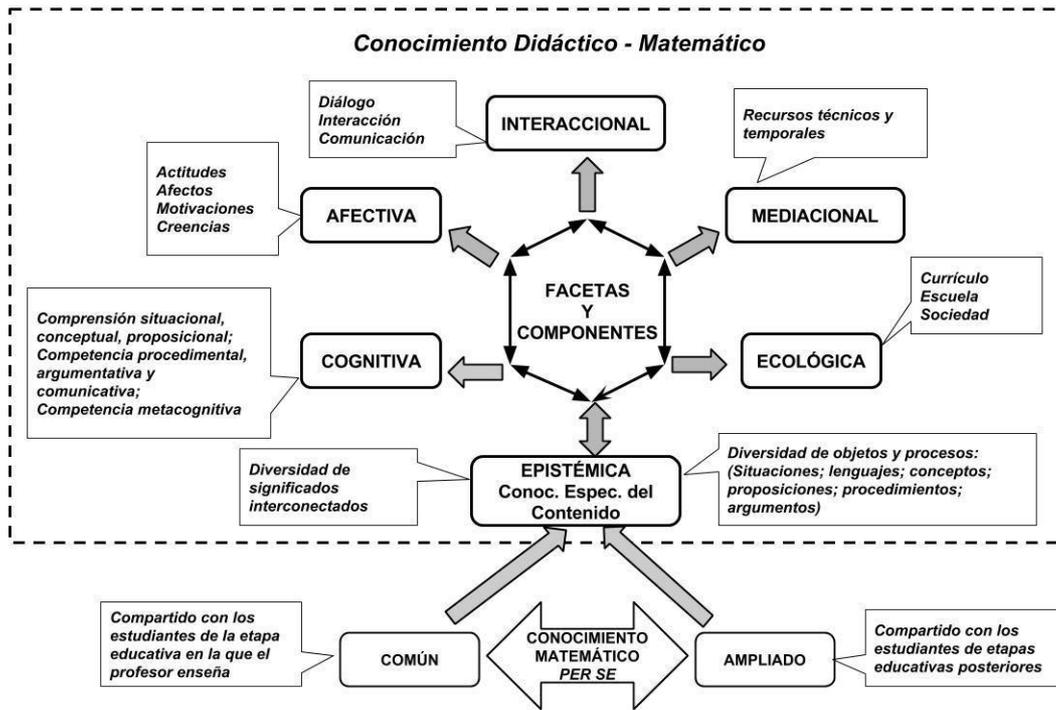 Conocimiento Didáctico - Matemático
Diálogo
Interacción
Comunicación
INTERACCIONAL
Recursos técnicos y
temporales
Actitudes
Afectos
Motivaciones
Creencias
AFECTIVA
MEDIACIONAL
FACETAS
Y
COMPONENTES
Currículo
Escuela
Sociedad
Comprensión situacional,
conceptual, proposicional;
Competencia procedimental,
argumentativa y
comunicativa;
Competencia metacognitiva
COGNITIVA
ECOLÓGICA
Diversidad de
significados
interconectados
EPISTÉMICA
Conoc. Espec. del
Contenido
Diversidad de objetos y procesos:
(Situaciones; lenguajes; conceptos;
proposiciones; procedimientos;
argumentos)
Compartido con los
estudiantes de la etapa
educativa en la que el
profesor enseña
COMÚN
CONOCIMIENTO
MATEMÁTICO
PER SE
AMPLIADO
Compartido con los
estudiantes de etapas
educativas posteriores